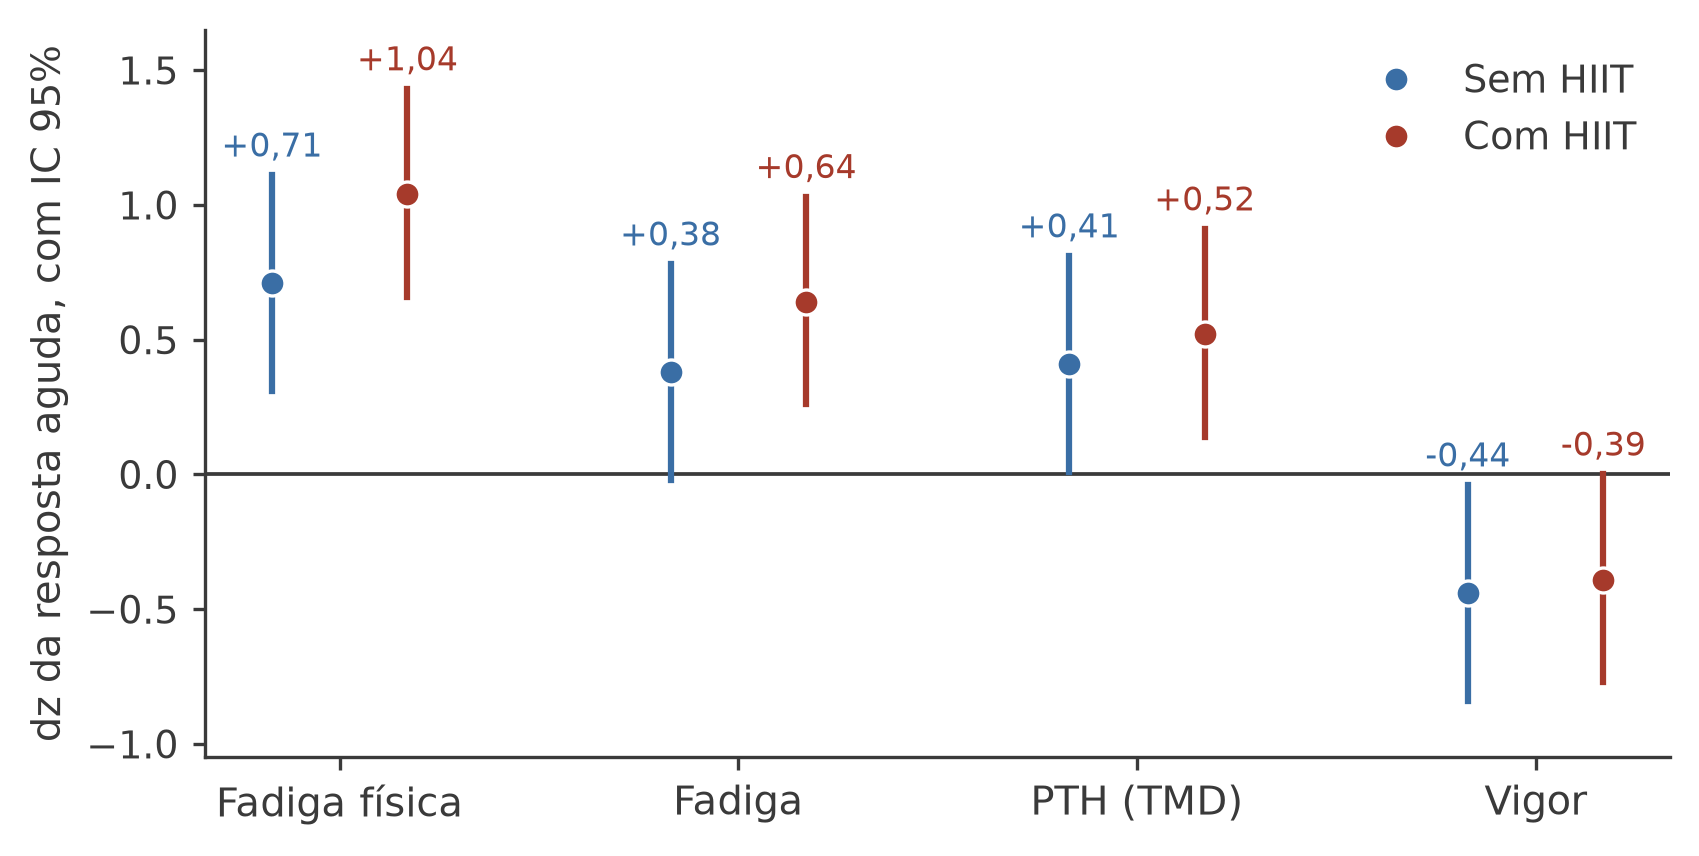 dz da resposta aguda, com IC 95%
1.5
1.0
0.5
0.0
−0.5
−1.0
+0,71
+1,04
+0,38
+0,64
+0,41
+0,52
-0,44
-0,39
Sem HIIT
Com HIIT
Fadiga física
Fadiga
PTH (TMD)
Vigor